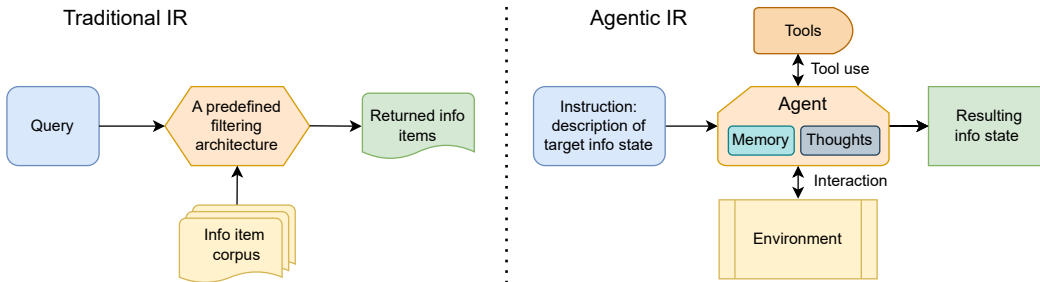 Traditional IR
Query
A predefined
filtering
architecture
Returned info
items
Info item
corpus
Agentic IR
Tools
Tool use
Instruction:
description of
target info state
Agent
Memory
Thoughts
Resulting
info state
Interaction
Environment